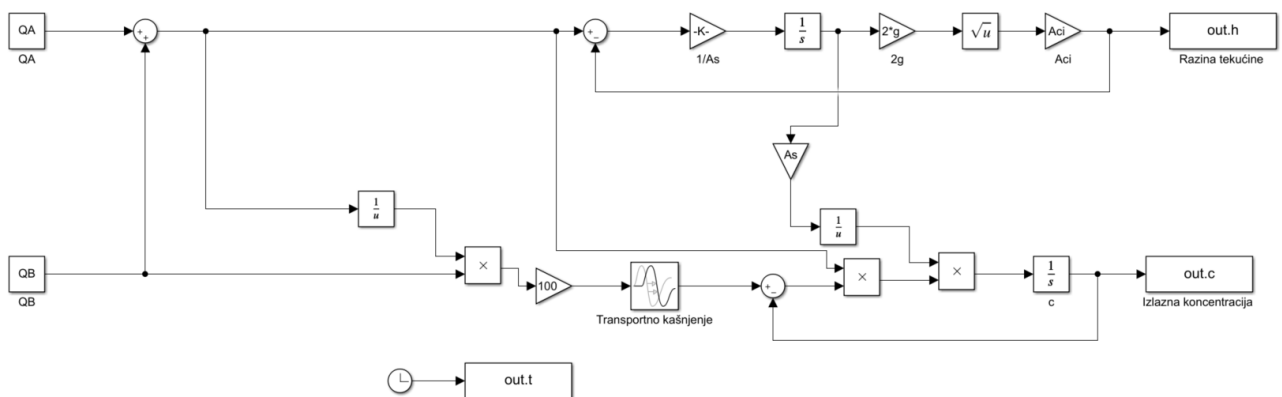 QA
QA
+
+
+
−
-K-
1/As
1
s
2*g
2g
√u
Aci
Aci
out.h
Razina tekućine
As
1
u
1
u
QB
QB
×
100
Transportno kašnjenje
+
−
×
×
1
s
c
out.c
Izlazna koncentracija
out.t